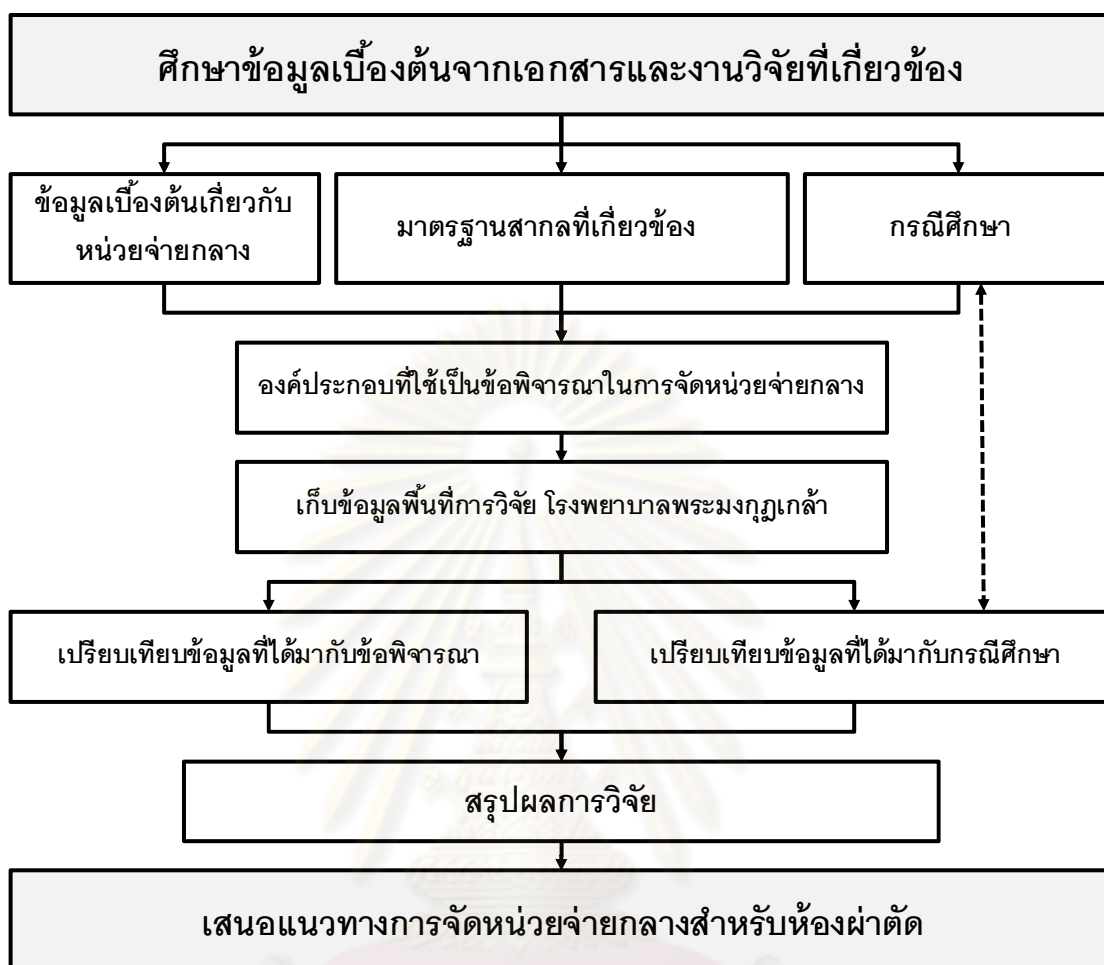 ศึกษาข้อมูลเบื้องต้นจากเอกสารและงานวิจัยที่เกี่ยวข้อง
ข้อมูลเบื้องต้นเกี่ยวกับ
หน่วยจ่ายกลาง
มาตรฐานสากลที่เกี่ยวข้อง
กรณีศึกษา
องค์ประกอบที่ใช้เป็นข้อพิจารณาในการจัดหน่วยจ่ายกลาง
เก็บข้อมูลพื้นที่การวิจัย โรงพยาบาลพระมงกุฎเกล้า
เปรียบเทียบข้อมูลที่ได้มากับข้อพิจารณา
เปรียบเทียบข้อมูลที่ได้มากับกรณีศึกษา
สรุปผลการวิจัย
เสนอแนวทางการจัดหน่วยจ่ายกลางสำหรับห้องผ่าตัด